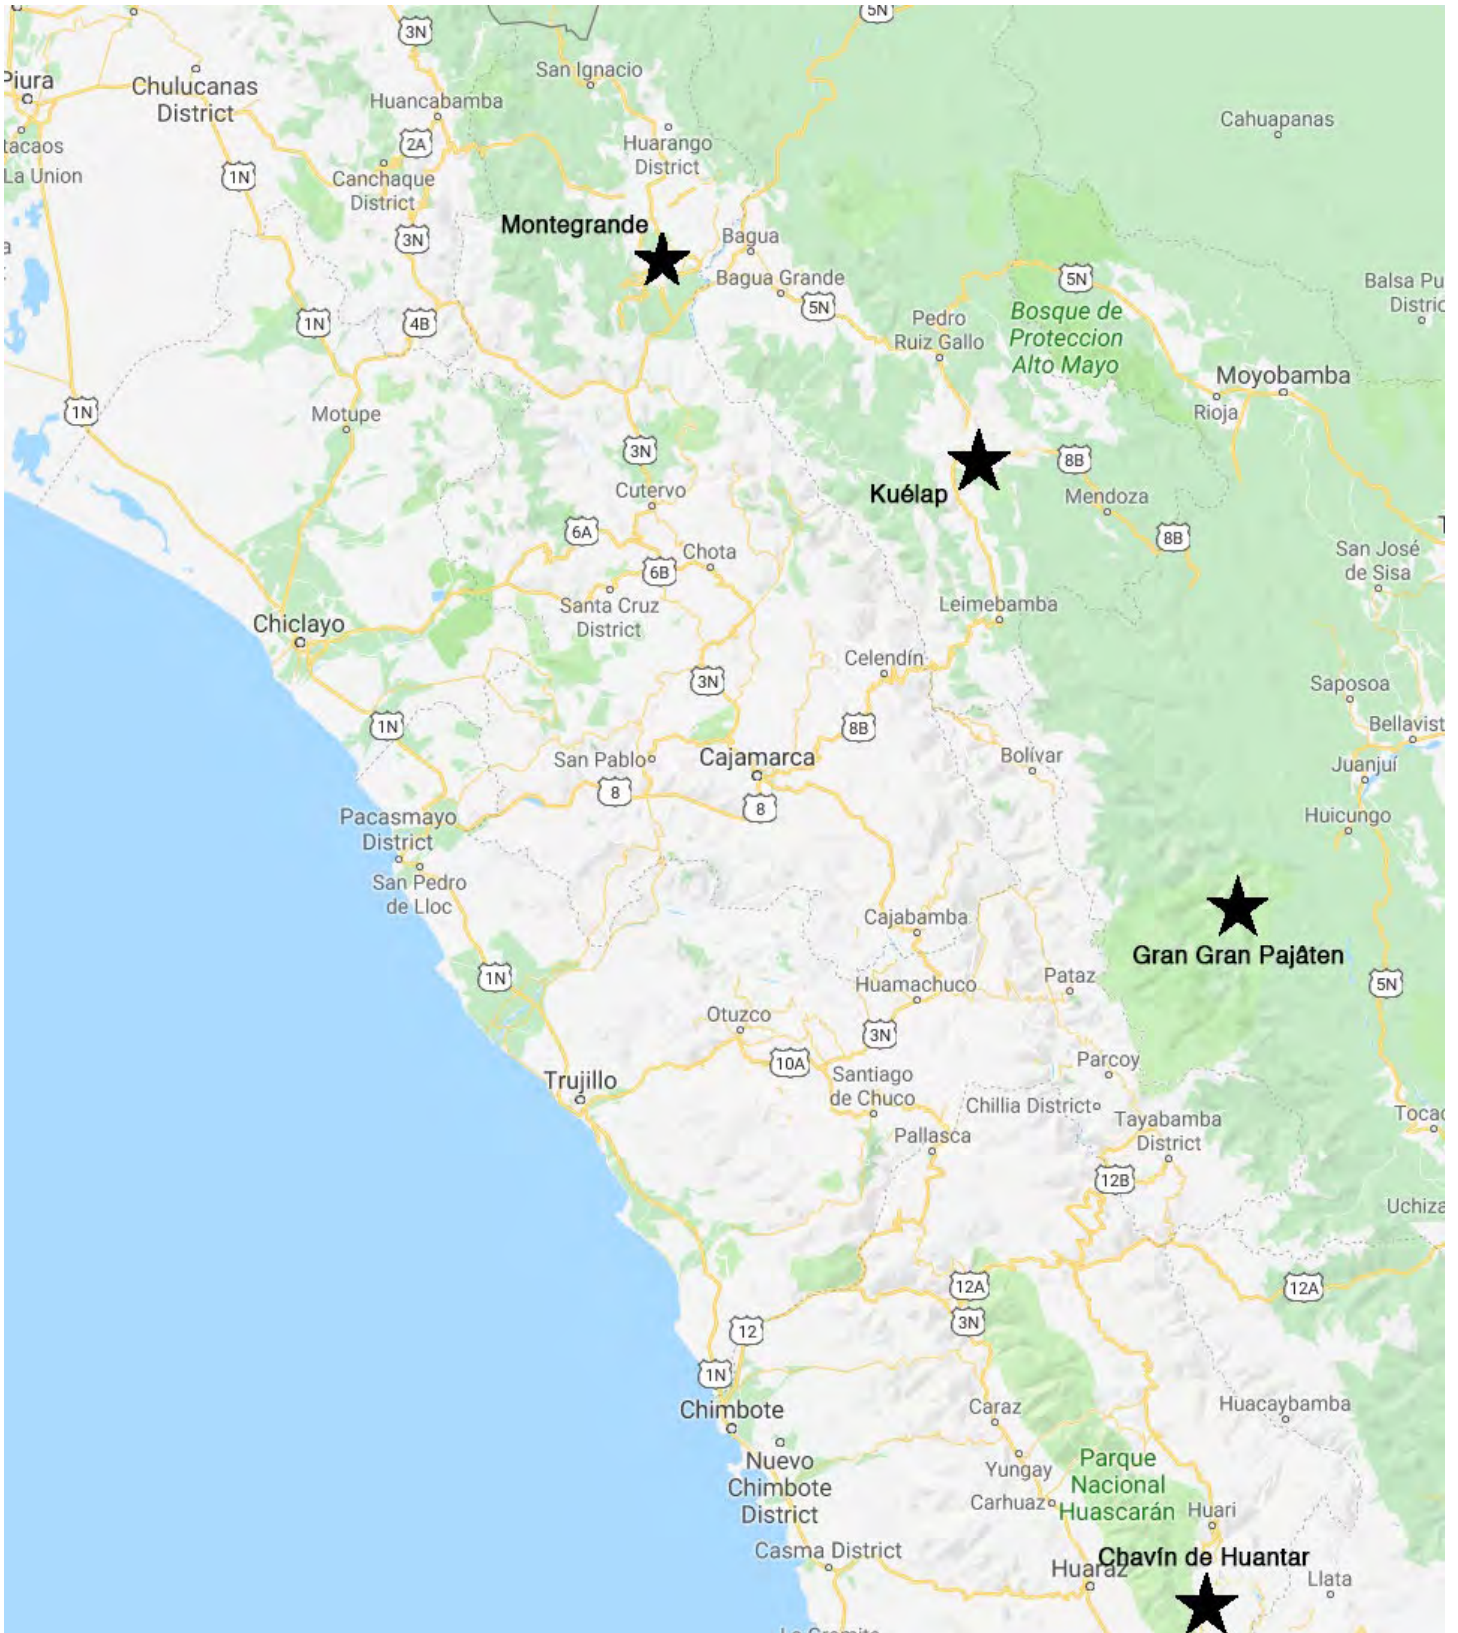 5N
3N
San Ignacio
Piura
Chulucanas
District
Huancabamba
Cahuapanas
2A
Huarango
District
tacaos
La Union
1N
Canchaque
District
Montegrande
3N
Bagua
Bagua Grande
5N
5N
Balsa Pu
Distric
1N
4B
Pedro
Ruiz Gallo
Bosque de
Proteccion
Alto Mayo
Moyobamba
Rioja
1N
Motupe
3N
8B
Kuélap
Mendoza
Cutervo
6A
8B
Chota
6B
San José
de Sisa
Santa Cruz
District
Leimebamba
Chiclayo
Celendín
3N
Saposoa
1N
8B
Bellavist
San Pablo
Cajamarca
Bolívar
Juanjuí
8
8
Huicungo
Pacasmayo
District
San Pedro
de Lloc
Cajabamba
Gran Gran Pajâten
1N
Huamachuco
Pataz
5N
Otuzco
3N
10A
Parcoy
Trujillo
Santiago
de Chuco
Chillia District
Tayabamba
District
Tocac
Pallasca
12B
Uchiza
12A
12A
3N
12
1N
Chimbote
Caraz
Huacaybamba
Nuevo
Chimbote
District
Yungay
Parque
Nacional
Huascarán
Carhuaz
Huari
Casma District
Chavín de Huantar
Huaraz
Llata